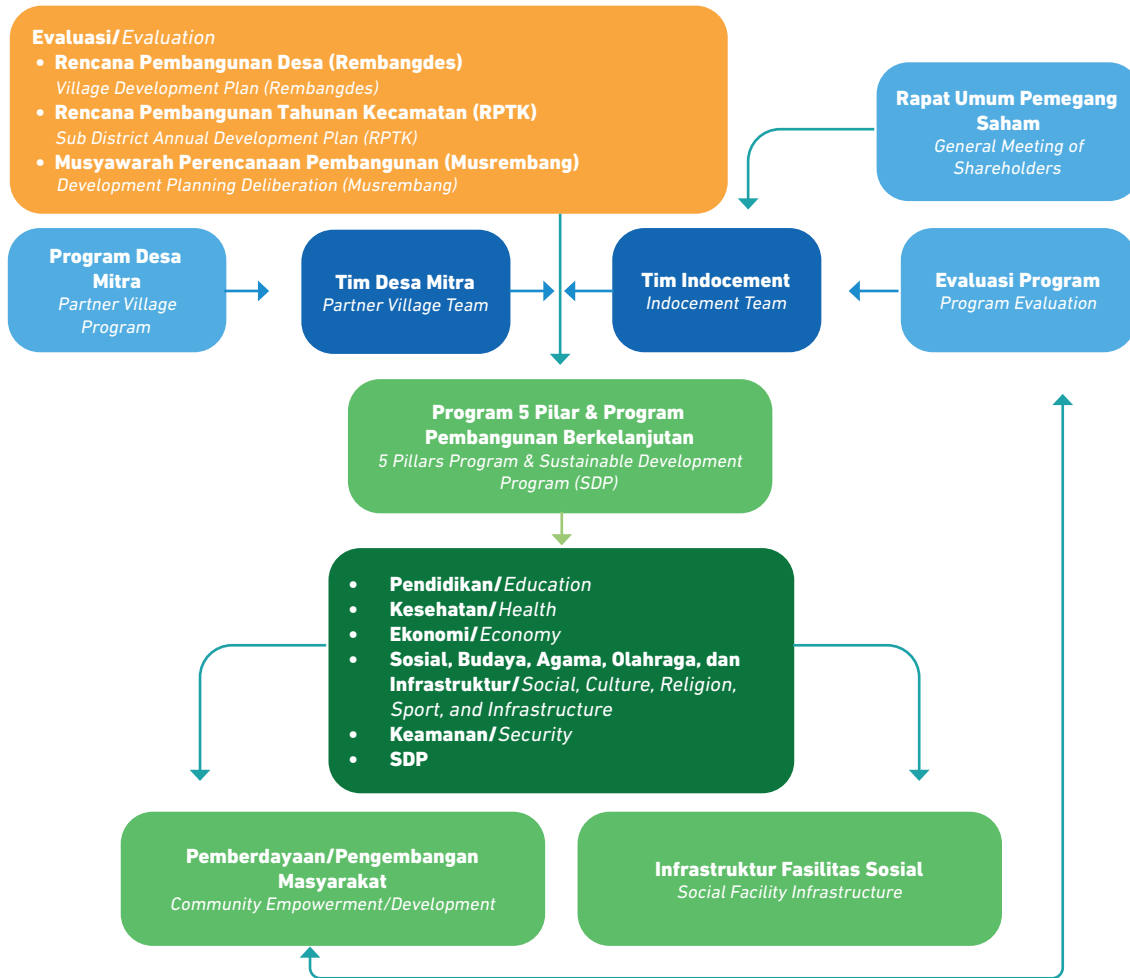 Evaluasi/Evaluation
• Rencana Pembangunan Desa (Rembangdes)
Village Development Plan (Rembangdes)
• Rencana Pembangunan Tahunan Kecamatan (RPTK)
Sub District Annual Development Plan (RPTK)
• Musyawarah Perencanaan Pembangunan (Musrembang)
Development Planning Deliberation (Musrembang)
Rapat Umum Pemegang
Saham
General Meeting of
Shareholders
Program Desa
Mitra
Partner Village
Program
Tim Desa Mitra
Partner Village Team
Tim Indocement
Indocement Team
Evaluasi Program
Program Evaluation
Program 5 Pilar & Program
Pembangunan Berkelanjutan
5 Pillars Program & Sustainable Development
Program (SDP)
• Pendidikan/Education
• Kesehatan/Health
• Ekonomi/Economy
• Sosial, Budaya, Agama, Olahraga, dan
Infrastruktur/Social, Culture, Religion,
Sport, and Infrastructure
• Keamanan/Security
• SDP
Pemberdayaan/Pengembangan
Masyarakat
Community Empowerment/Development
Infrastruktur Fasilitas Sosial
Social Facility Infrastructure